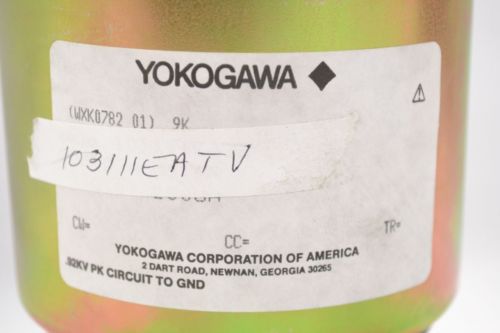 YOKOGAWA
(WXK0782 01) 9K
103111EATV
CW= CC= TR=
YOKOGAWA CORPORATION OF AMERICA
2 DART ROAD, NEWNAN, GEORGIA 30265
.92KV PK CIRCUIT TO GND